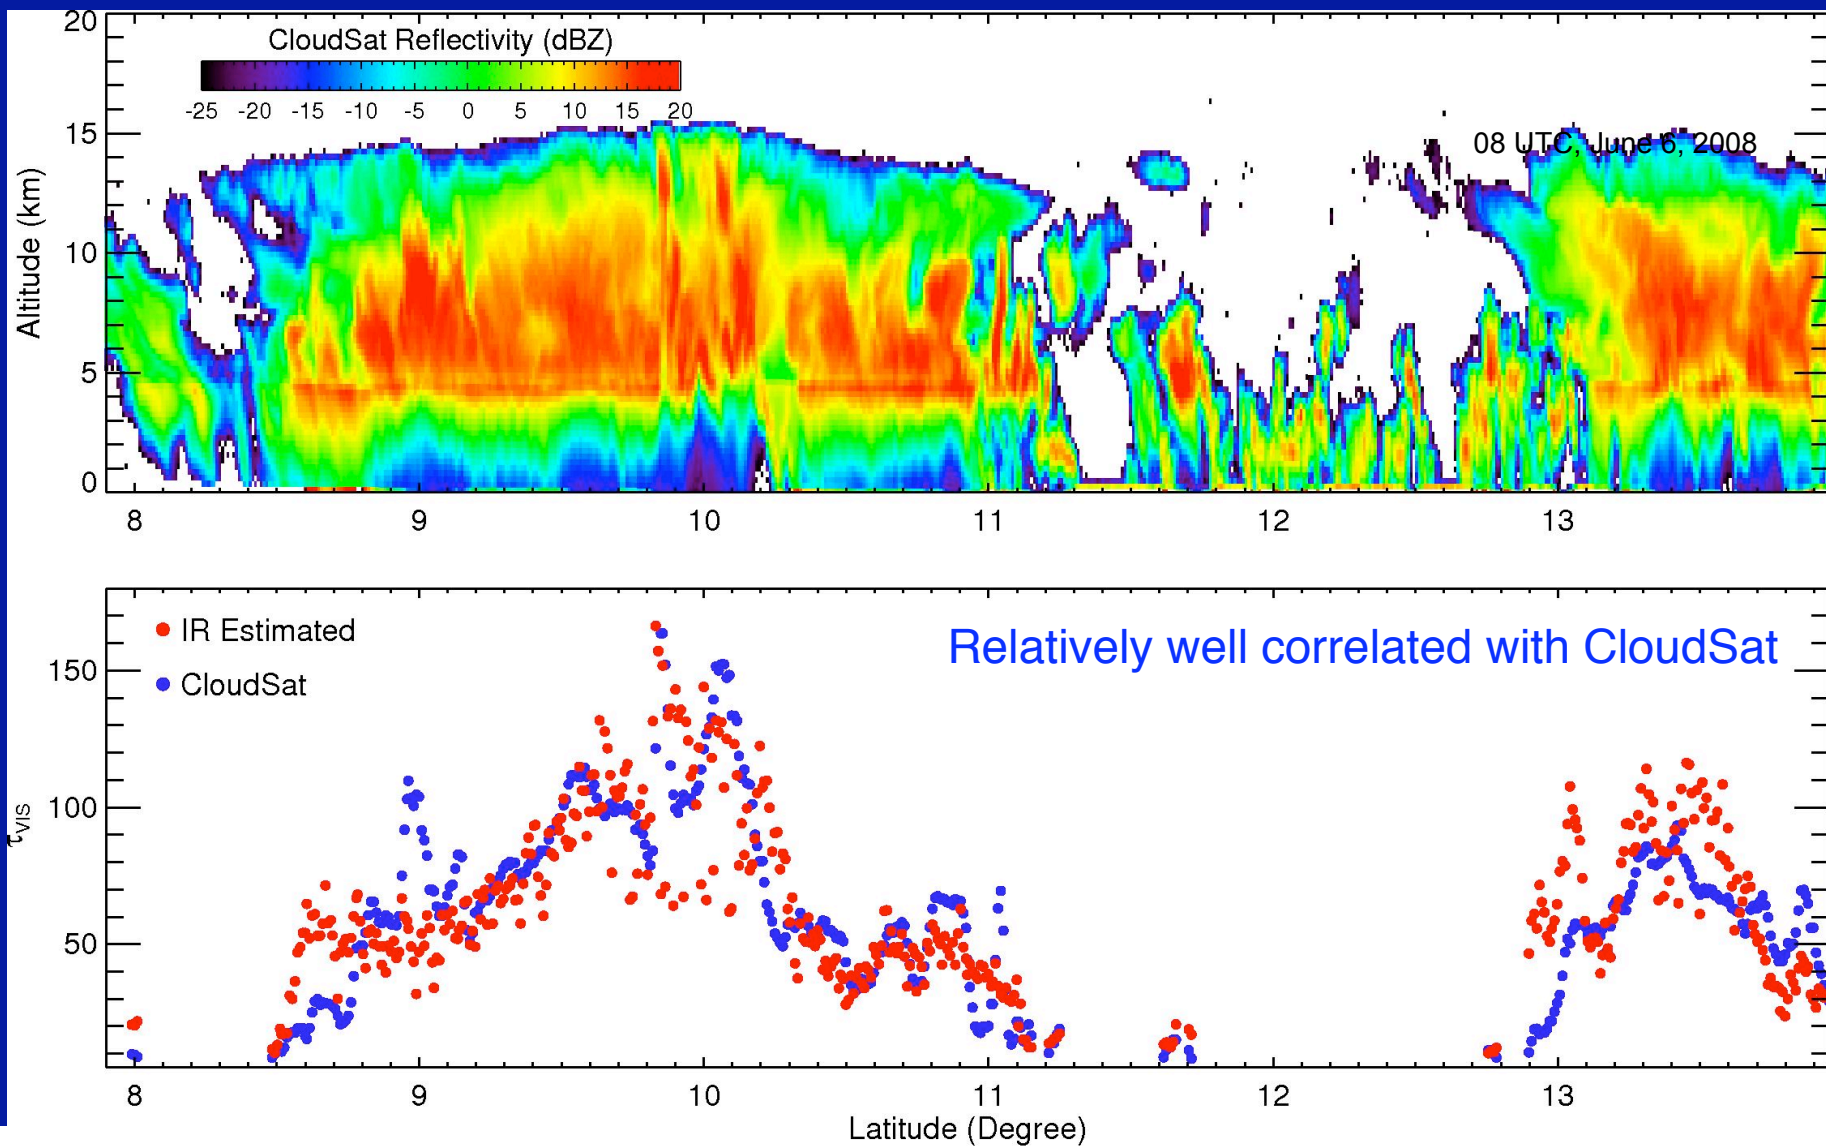 20
CloudSat Reflectivity (dBZ)
-25 -20 -15 -10 -5 0 5 10 15 20
15
08 UTC, June 6, 2008
Altitude (km)
10
5
0
8 9 10 11 12 13
IR Estimated
Relatively well correlated with CloudSat
150
CloudSat
100
τVIS
50
8 9 10 11 12 13
Latitude (Degree)